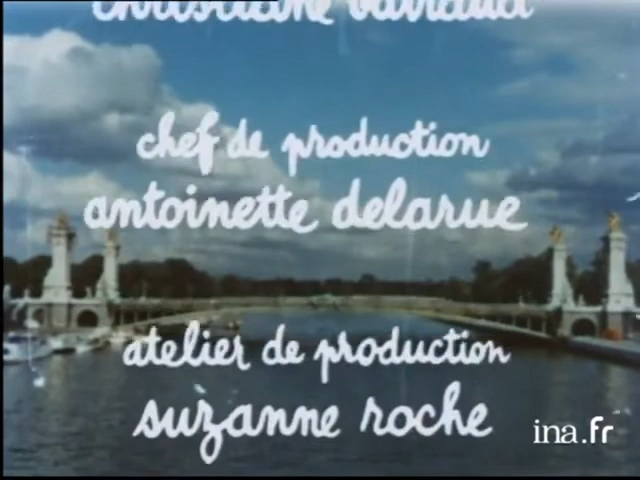 chef de production
antoinette delarue
atelier de production
suzanne roche
ina.fr